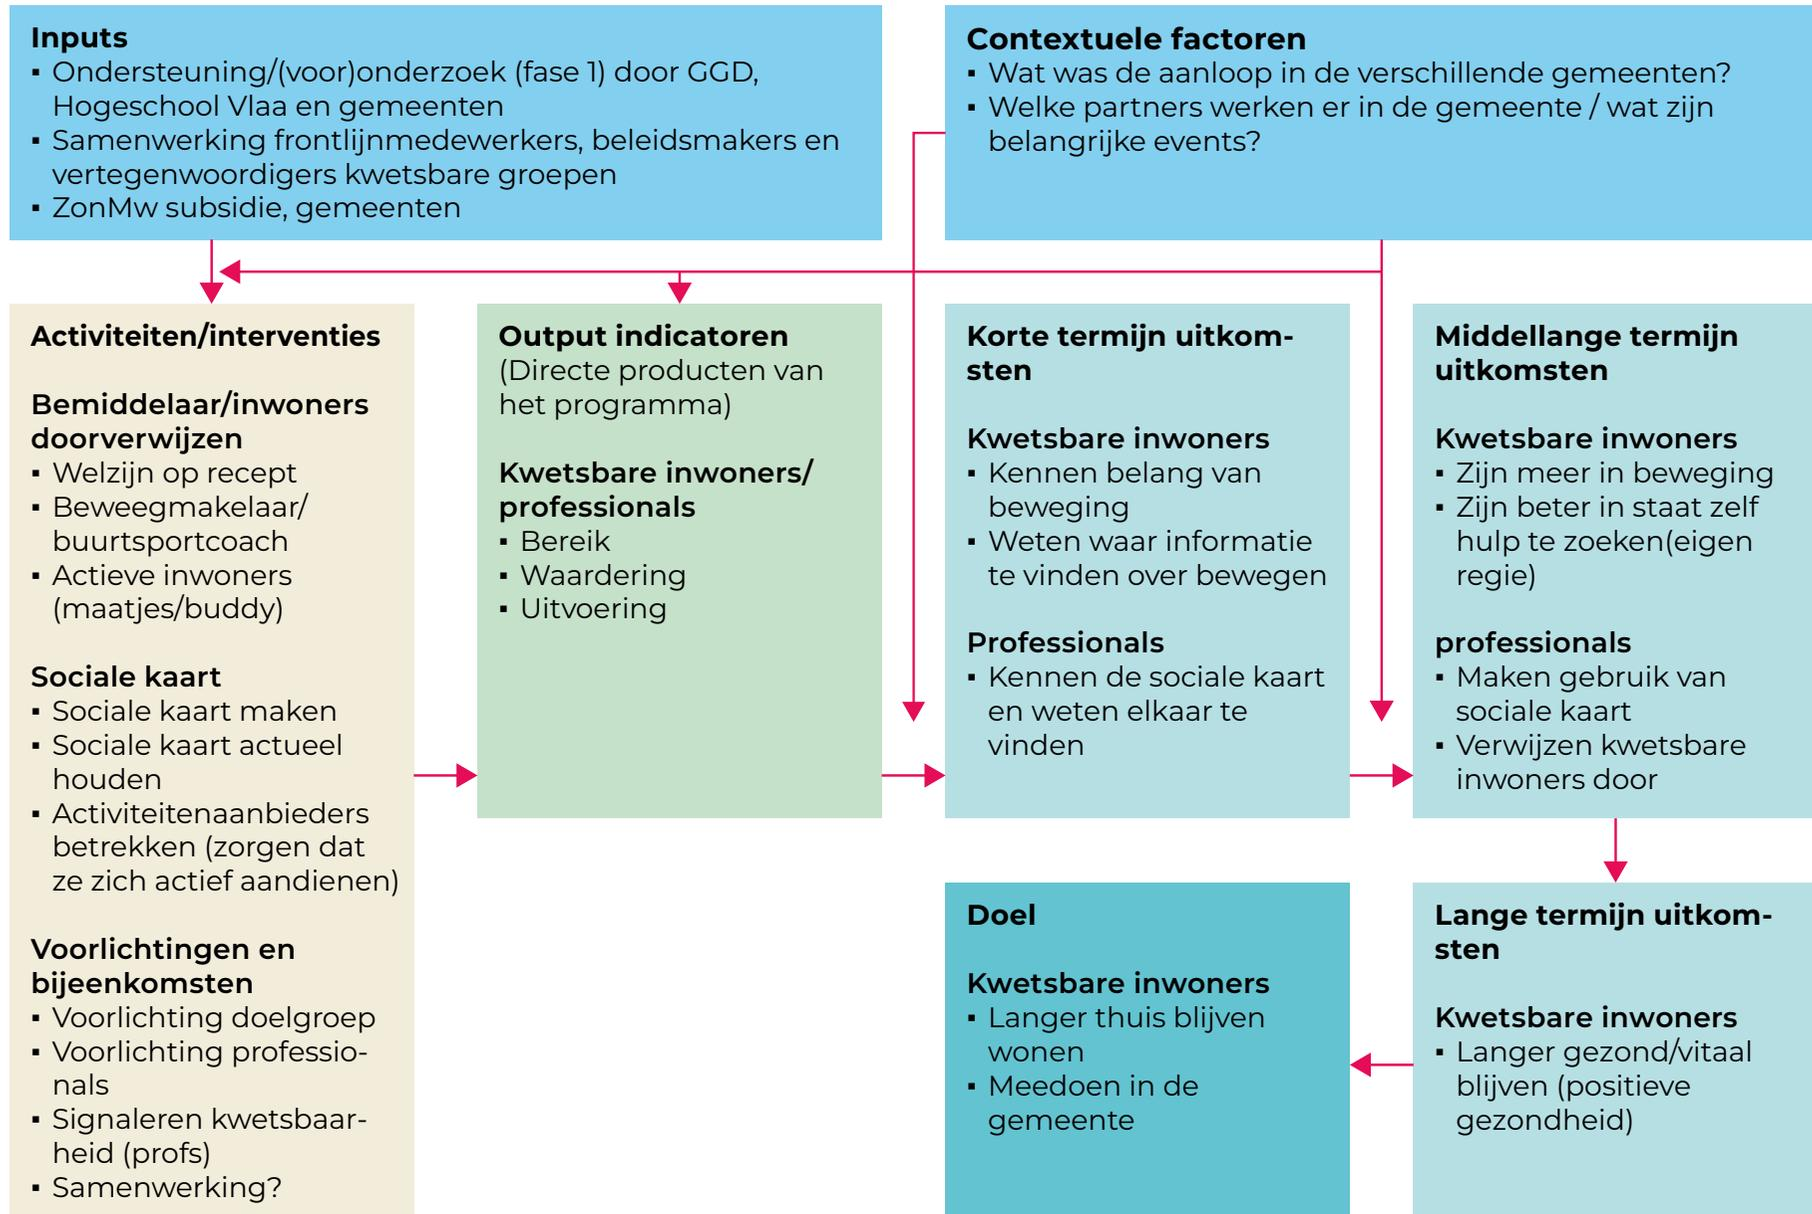 Inputs
▪ Ondersteuning/(voor)onderzoek (fase 1) door GGD,
Hogeschool Vlaa en gemeenten
▪ Samenwerking frontlijnmedewerkers, beleidsmakers en
vertegenwoordigers kwetsbare groepen
▪ ZonMw subsidie, gemeenten
Contextuele factoren
▪ Wat was de aanloop in de verschillende gemeenten?
▪ Welke partners werken er in de gemeente / wat zijn
belangrijke events?
Activiteiten/interventies
Bemiddelaar/inwoners
doorverwijzen
▪ Welzijn op recept
▪ Beweegmakelaar/
buurtsportcoach
▪ Actieve inwoners
(maatjes/buddy)
Sociale kaart
▪ Sociale kaart maken
▪ Sociale kaart actueel
houden
▪ Activiteitenaanbieders
betrekken (zorgen dat
ze zich actief aandienen)
Voorlichtingen en
bijeenkomsten
▪ Voorlichting doelgroep
▪ Voorlichting professio-
nals
▪ Signaleren kwetsbaar-
heid (profs)
▪ Samenwerking?
Output indicatoren
(Directe producten van
het programma)
Kwetsbare inwoners/
professionals
▪ Bereik
▪ Waardering
▪ Uitvoering
Korte termijn uitkom-
sten
Kwetsbare inwoners
▪ Kennen belang van
beweging
▪ Weten waar informatie
te vinden over bewegen
Professionals
▪ Kennen de sociale kaart
en weten elkaar te
vinden
Middellange termijn
uitkomsten
Kwetsbare inwoners
▪ Zijn meer in beweging
▪ Zijn beter in staat zelf
hulp te zoeken(eigen
regie)
professionals
▪ Maken gebruik van
sociale kaart
▪ Verwijzen kwetsbare
inwoners door
Doel
Kwetsbare inwoners
▪ Langer thuis blijven
wonen
▪ Meedoen in de
gemeente
Lange termijn uitkom-
sten
Kwetsbare inwoners
▪ Langer gezond/vitaal
blijven (positieve
gezondheid)